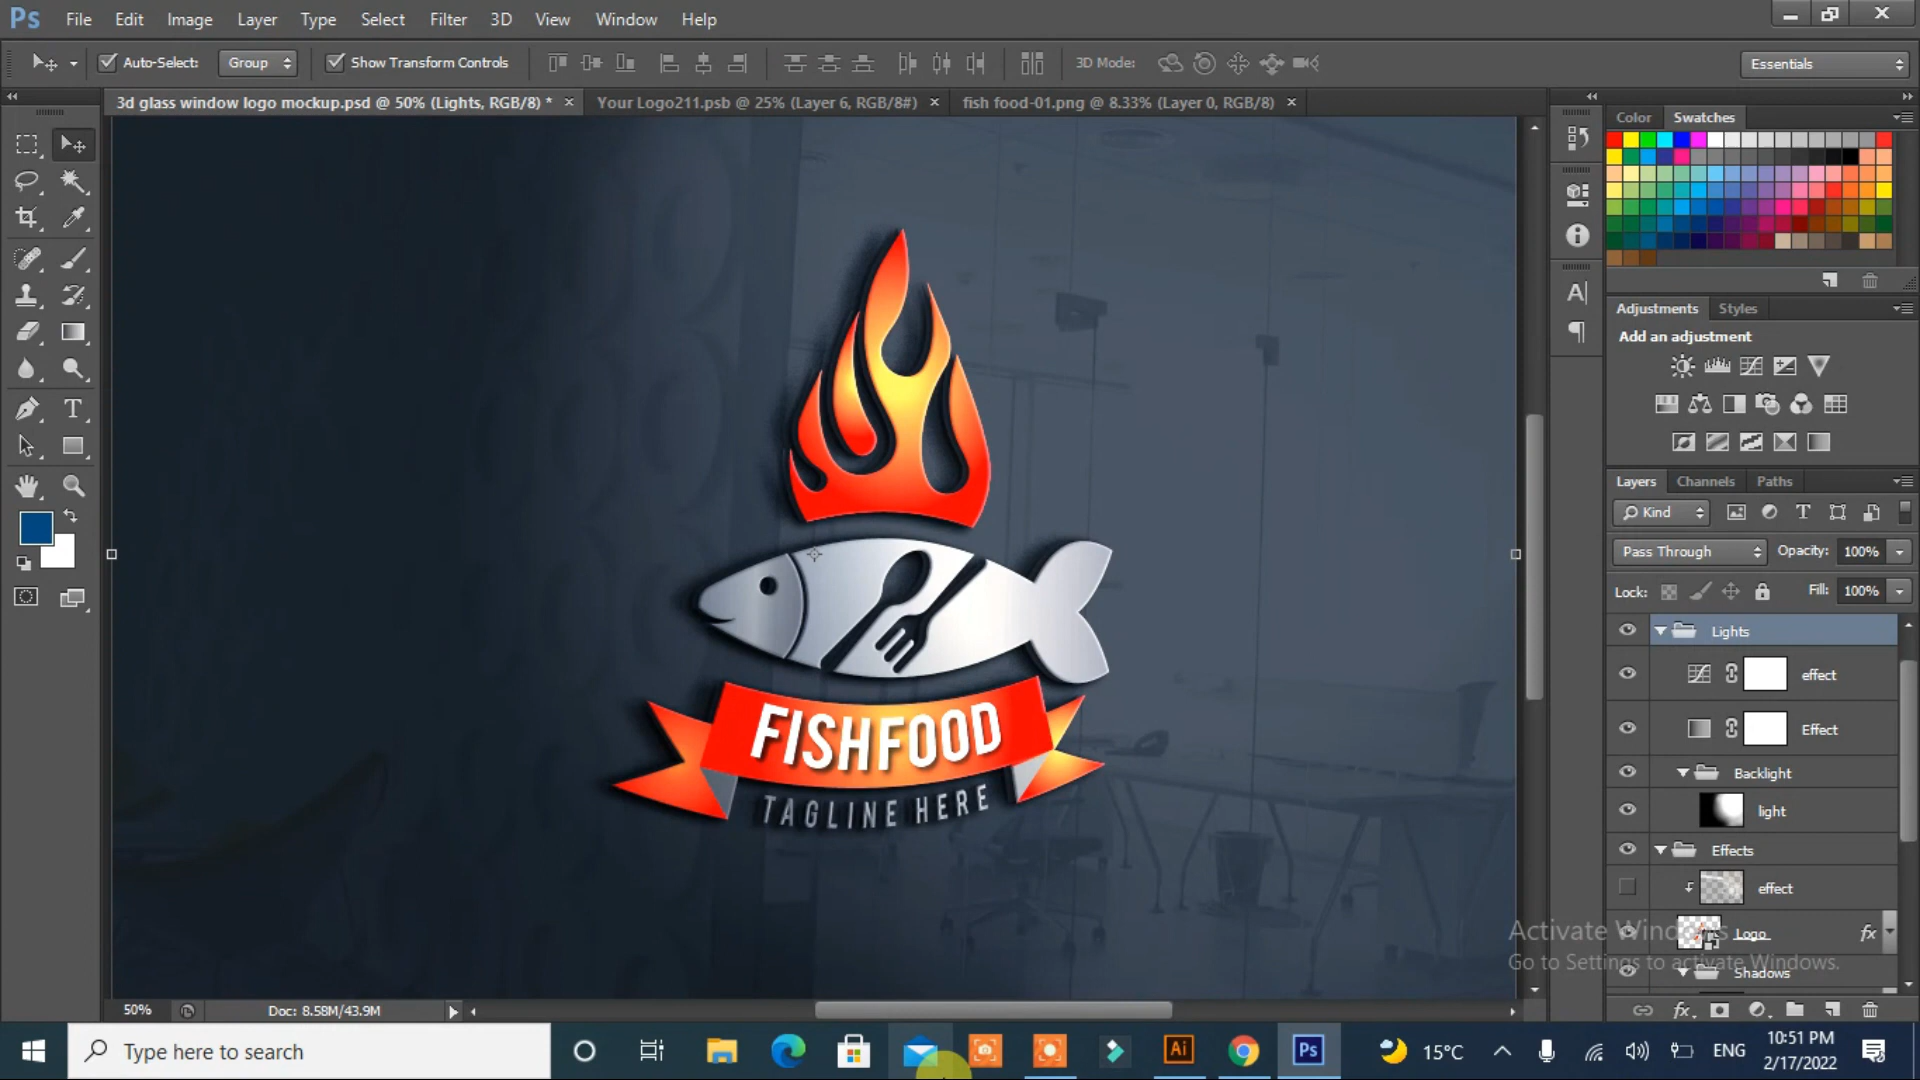 Ps File Edit Image Layer Type Select Filter 3D View Window Help
Auto-Select: Group Show Transform Controls 3D Mode: Essentials
3d glass window logo mockup.psd @ 50% (Lights, RGB/8) * Your Logo211.psb @ 25% (Layer 6, RGB/8#) fish food-01.png @ 8.33% (Layer 0, RGB/8)
Color Swatches
Adjustments Styles
Add an adjustment
Layers Channels Paths
Kind
Pass Through Opacity: 100%
Lock: Fill: 100%
Lights
effect
Effect
Backlight
light
Effects
effect
Logo fx
Shadows
FISHFOOD
TAGLINE HERE
Activate Windows
Go to Settings to activate Windows.
50% Doc: 8.58M/43.9M
Type here to search
Ai Ps 15°C ENG 10:51 PM
2/17/2022